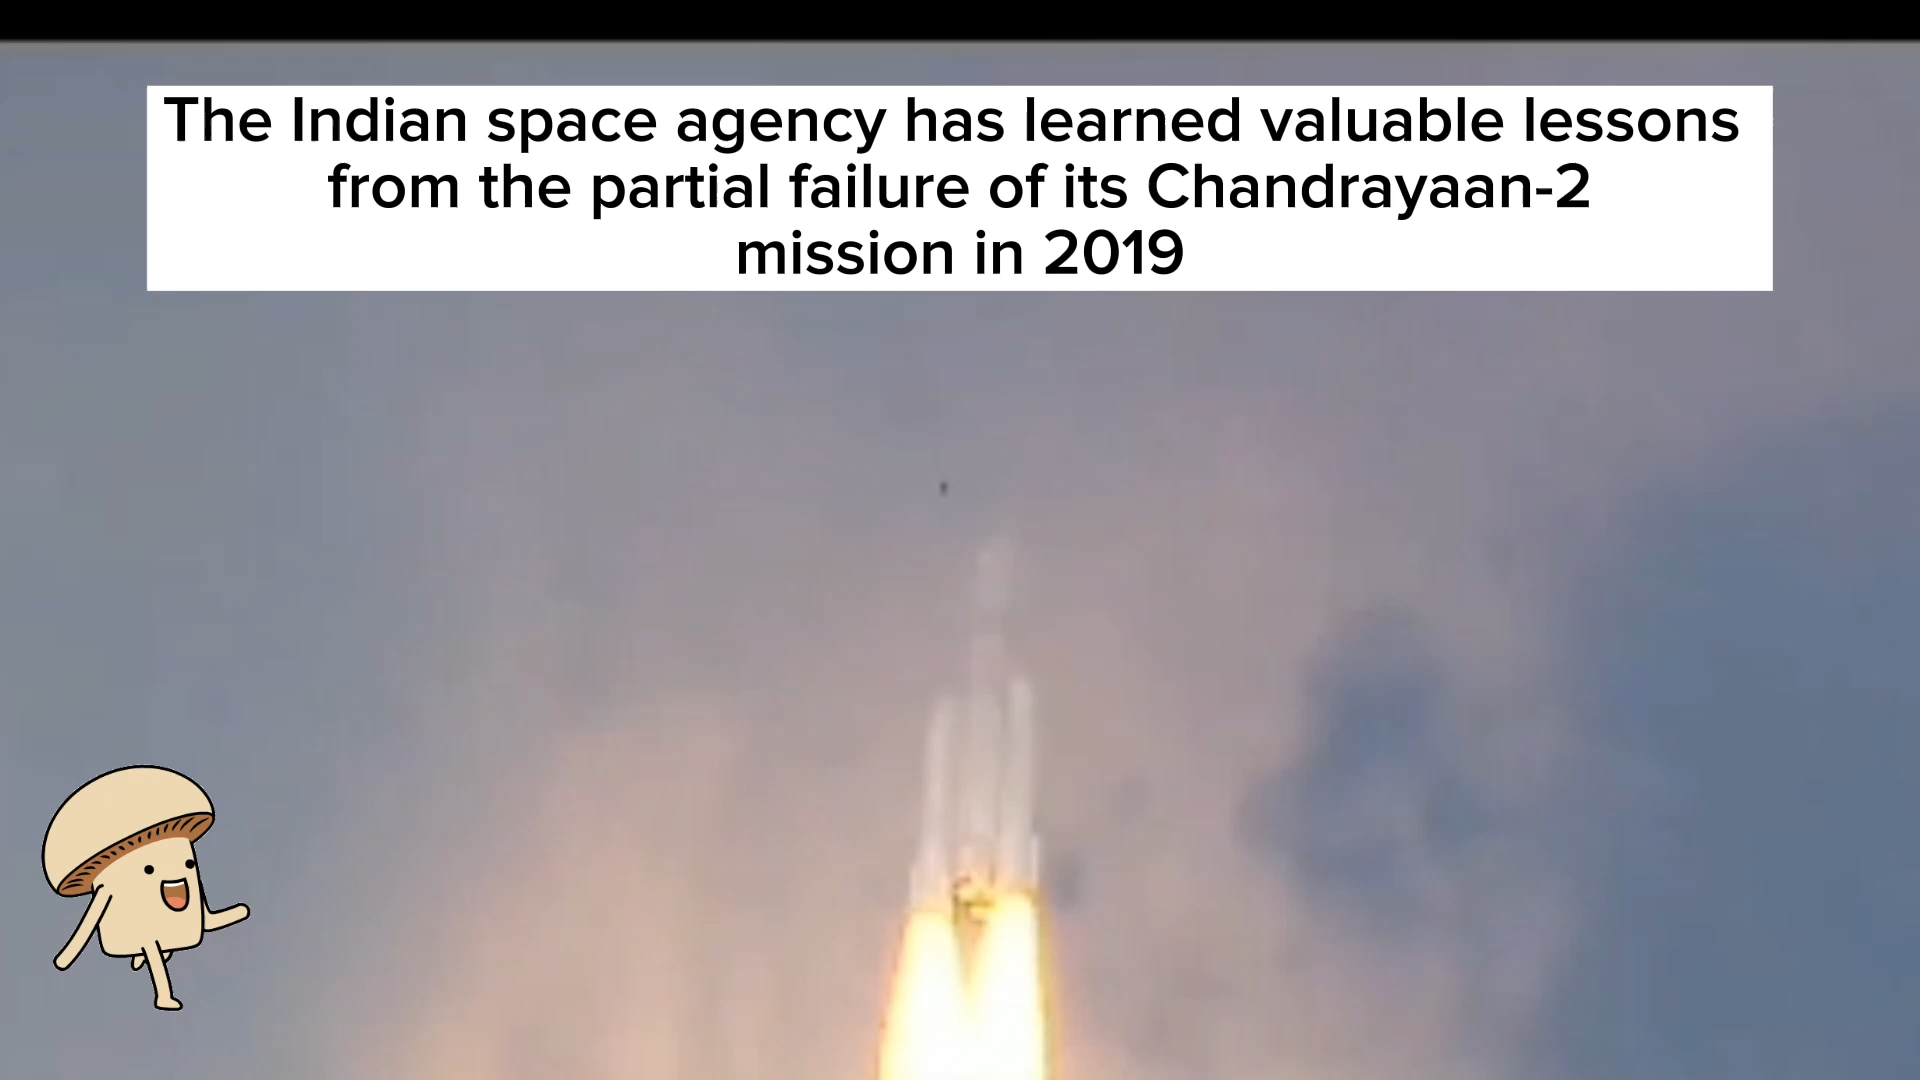 The Indian space agency has learned valuable lessons
from the partial failure of its Chandrayaan-2
mission in 2019